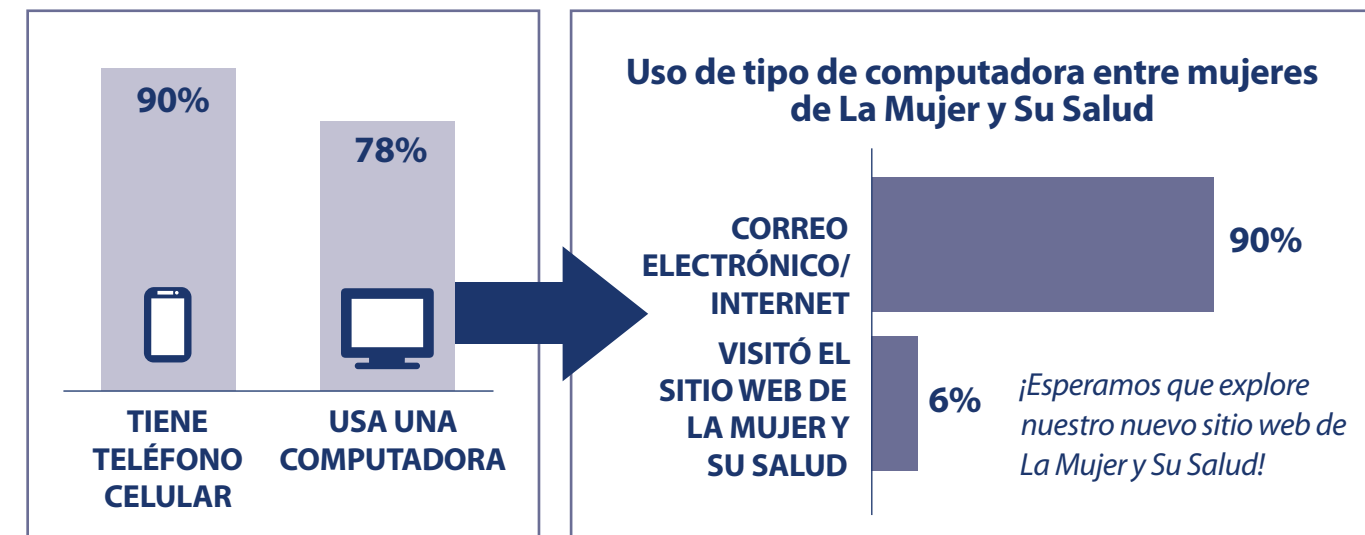 90%
78%
TIENE
TELÉFONO
CELULAR
USA UNA
COMPUTADORA
Uso de tipo de computadora entre mujeres
de La Mujer y Su Salud
CORREO
ELECTRÓNICO/
INTERNET
90%
VISITÓ EL
SITIO WEB DE
LA MUJER Y
SU SALUD
6%
¡Esperamos que explore
nuestro nuevo sitio web de
La Mujer y Su Salud!